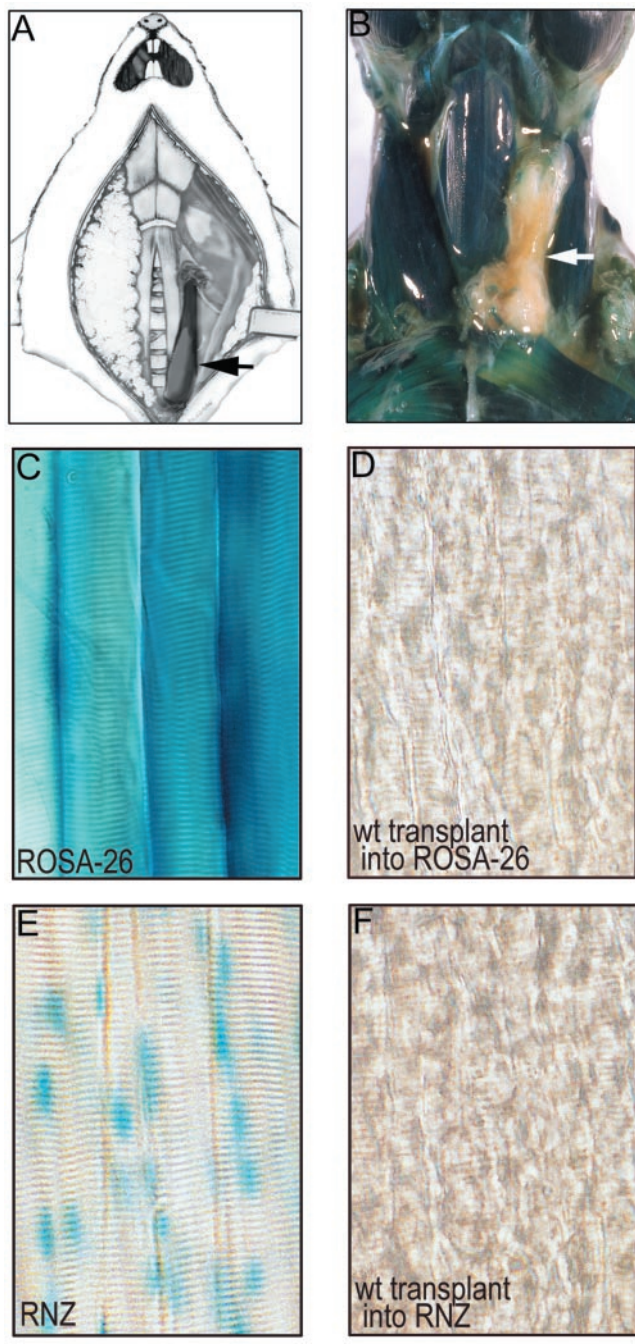 A
B
C
ROSA-26
D
wt transplant
into ROSA-26
E
RNZ
F
wt transplant
into RNZ